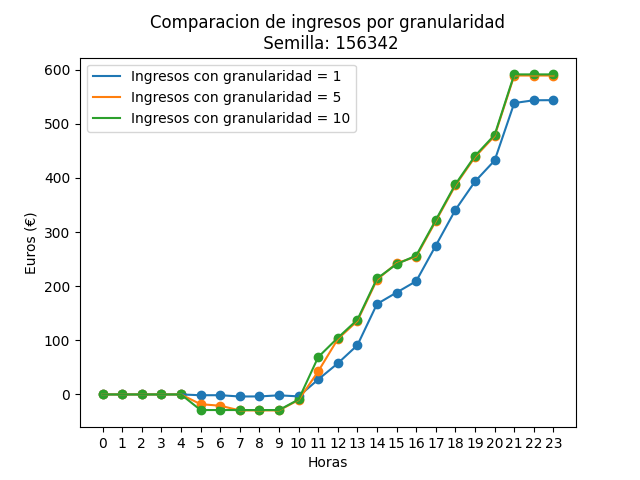 Comparacion de ingresos por granularidad
Semilla: 156342
Ingresos con granularidad = 1
Ingresos con granularidad = 5
Ingresos con granularidad = 10
Euros (€)
600
500
400
300
200
100
0
0 1 2 3 4 5 6 7 8 9 10 11 12 13 14 15 16 17 18 19 20 21 22 23
Horas